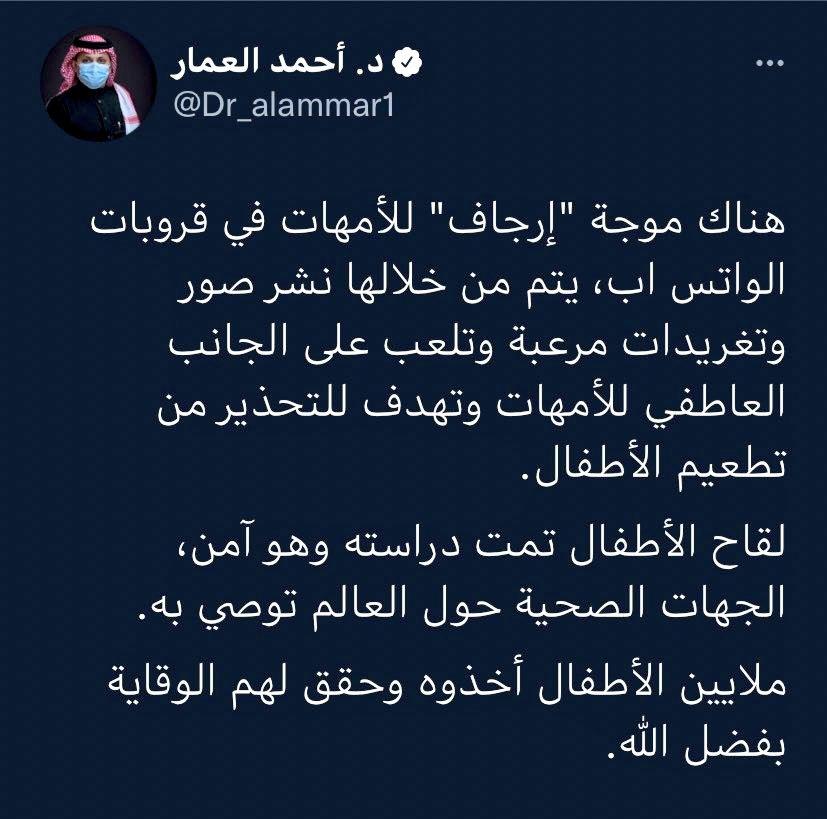 د. أحمد العمار
@Dr_alammar1
هناك موجة "إرجاف" للأمهات في قروبات
الواتس اب، يتم من خلالها نشر صور
وتغريدات مرعبة وتلعب على الجانب
العاطفي للأمهات وتهدف للتحذير من
تطعيم الأطفال.
لقاح الأطفال تمت دراسته وهو آمن،
الجهات الصحية حول العالم توصي به.
ملايين الأطفال أخذوه وحقق لهم الوقاية
بفضل الله.